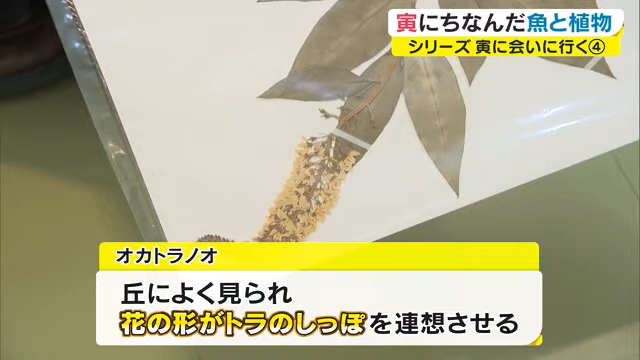 寅にちなんだ魚と植物
シリーズ 寅に会いに行く④
オカトラノオ
丘によく見られ
花の形がトラのしっぽを連想させる